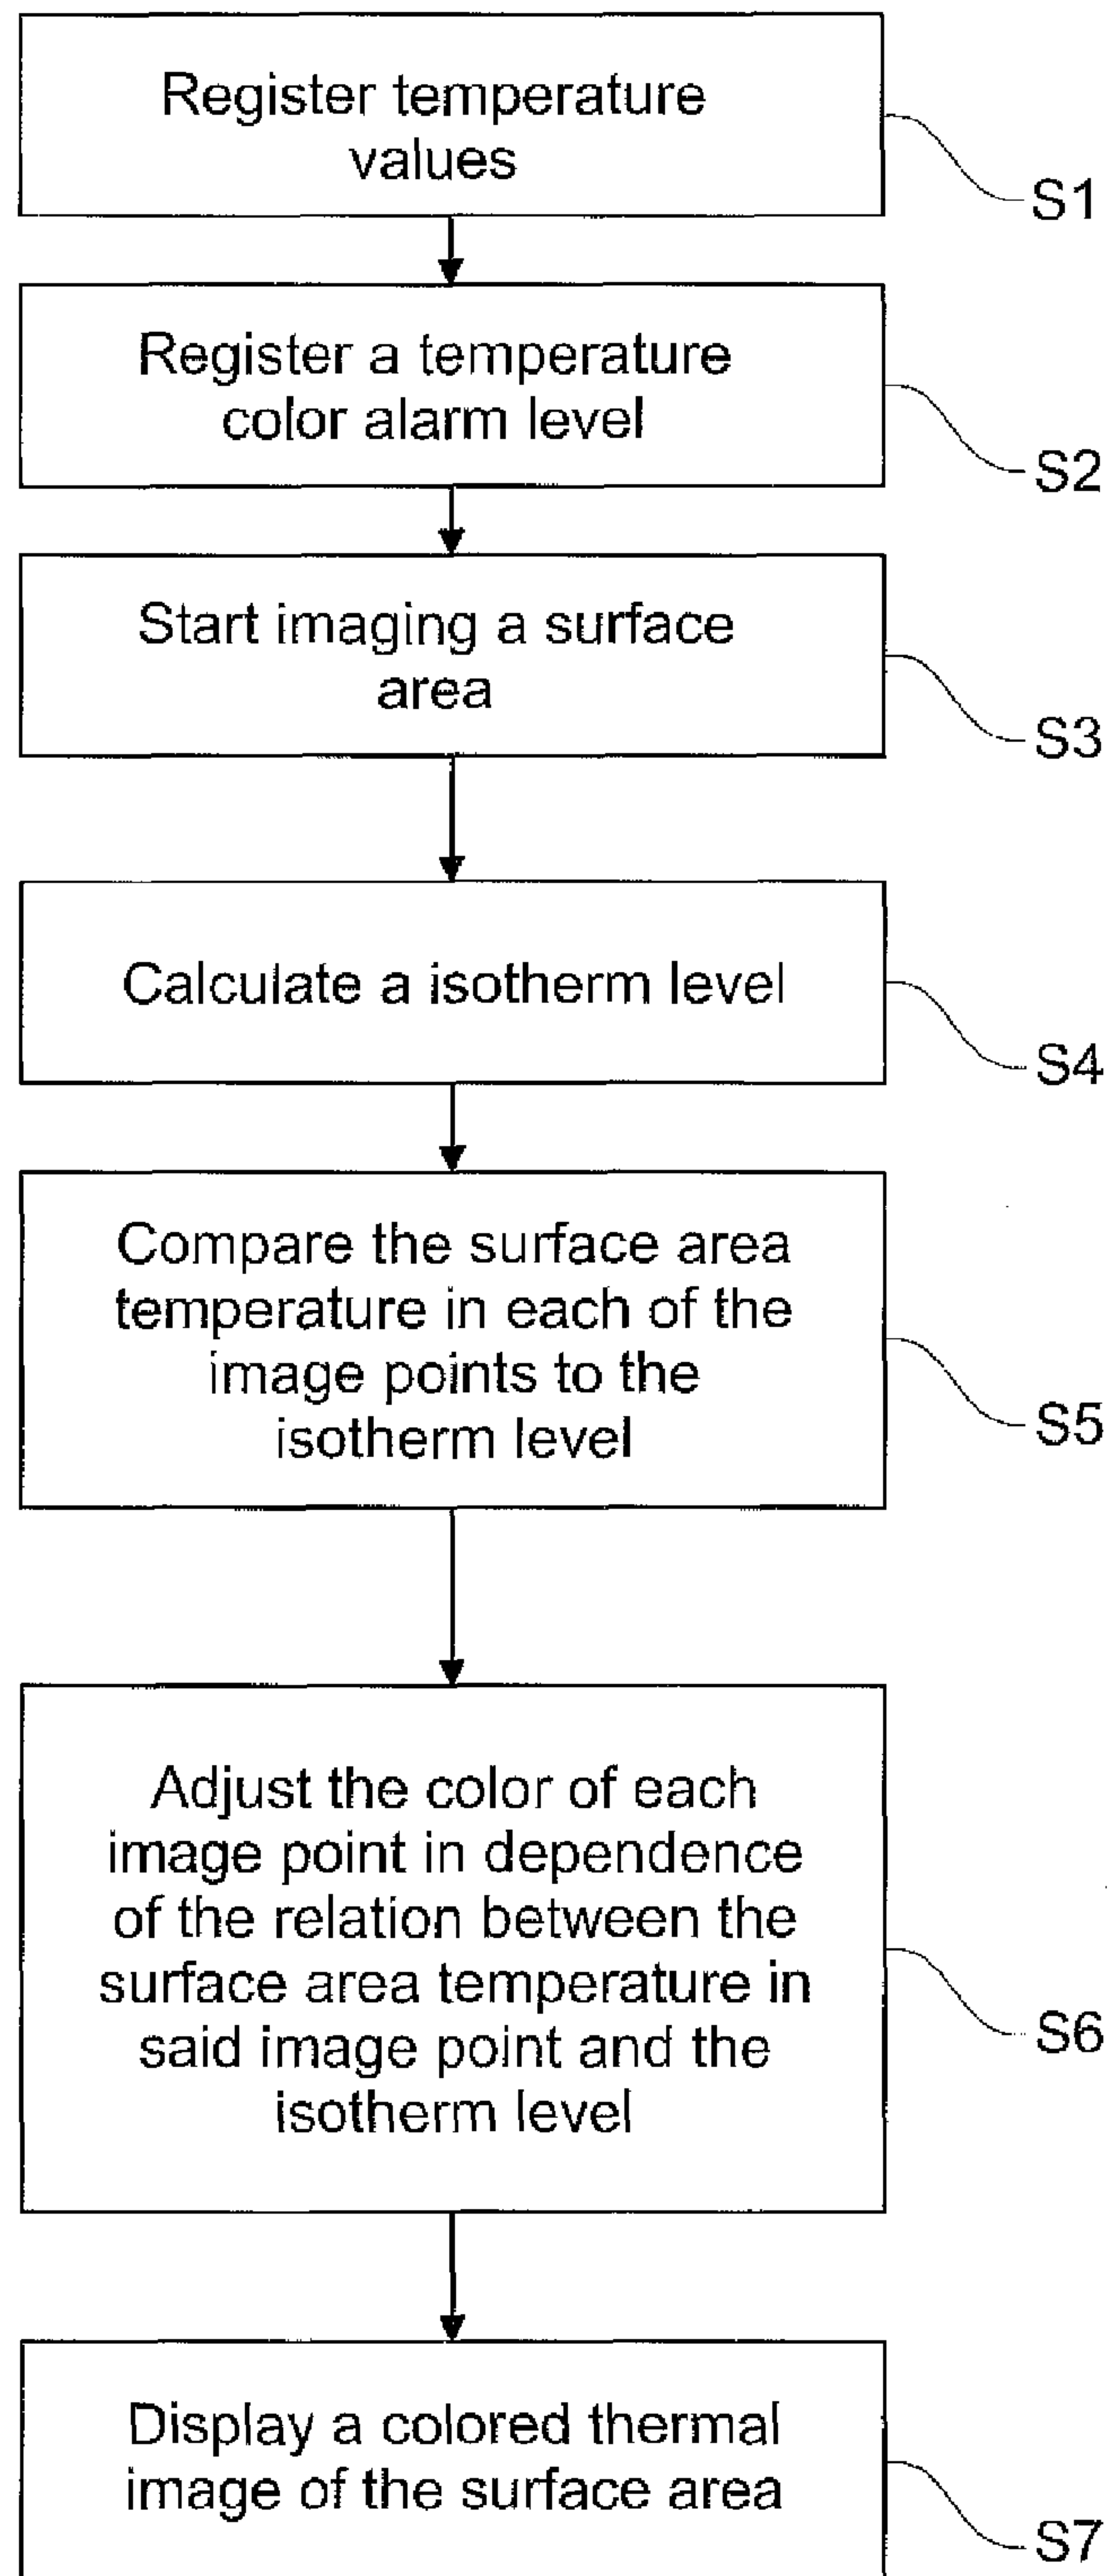 Register temperature
values
S1
Register a temperature
color alarm level
S2
Start imaging a surface
area
S3
Calculate a isotherm level
S4
Compare the surface area
temperature in each of the
image points to the
isotherm level
S5
Adjust the color of each
image point in dependence
of the relation between the
surface area temperature in
said image point and the
isotherm level
S6
Display a colored thermal
image of the surface area
S7